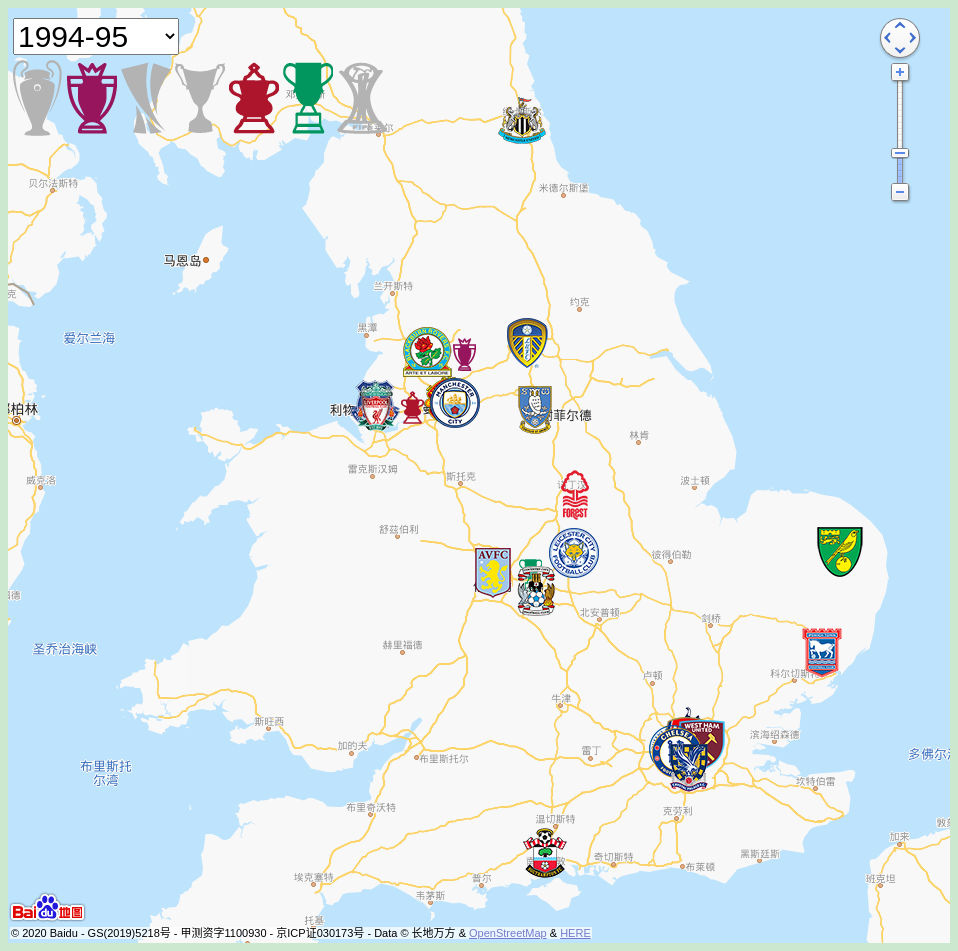 1994-95
米德尔斯堡
贝尔法斯特
马恩岛
克
兰开斯特
约克
爱尔兰海
黑潭
BLACKBURN ROVERS
ARTE ET LABORE
MANCHESTER
CITY
LIVERPOOL
利物
柏林
菲尔德
林肯
雷克斯汉姆
斯托克
威克洛
波士顿
FOREST
舒兹伯利
LEICESTER CITY
FOOTBALL CLUB
AVFC
彼得伯勒
北安普顿
剑桥
圣乔治海峡
赫里福德
卢顿
科尔切斯
牛津
斯旺西
WEST HAM
UNITED
CHELSEA
滨海绍森德
加的夫
布里斯托尔
雷丁
多佛尔
布里斯托
尔湾
坎特伯雷
布里奇沃特
克劳利
温切斯特
加来
奇切斯特
黑斯廷斯
布莱顿
埃克塞特
普尔
班克坦
韦茅斯
托基
Bai du 地图
© 2020 Baidu - GS(2019)5218号 - 甲测资字1100930 - 京ICP证030173号 - Data © 长地万方 & OpenStreetMap & HERE